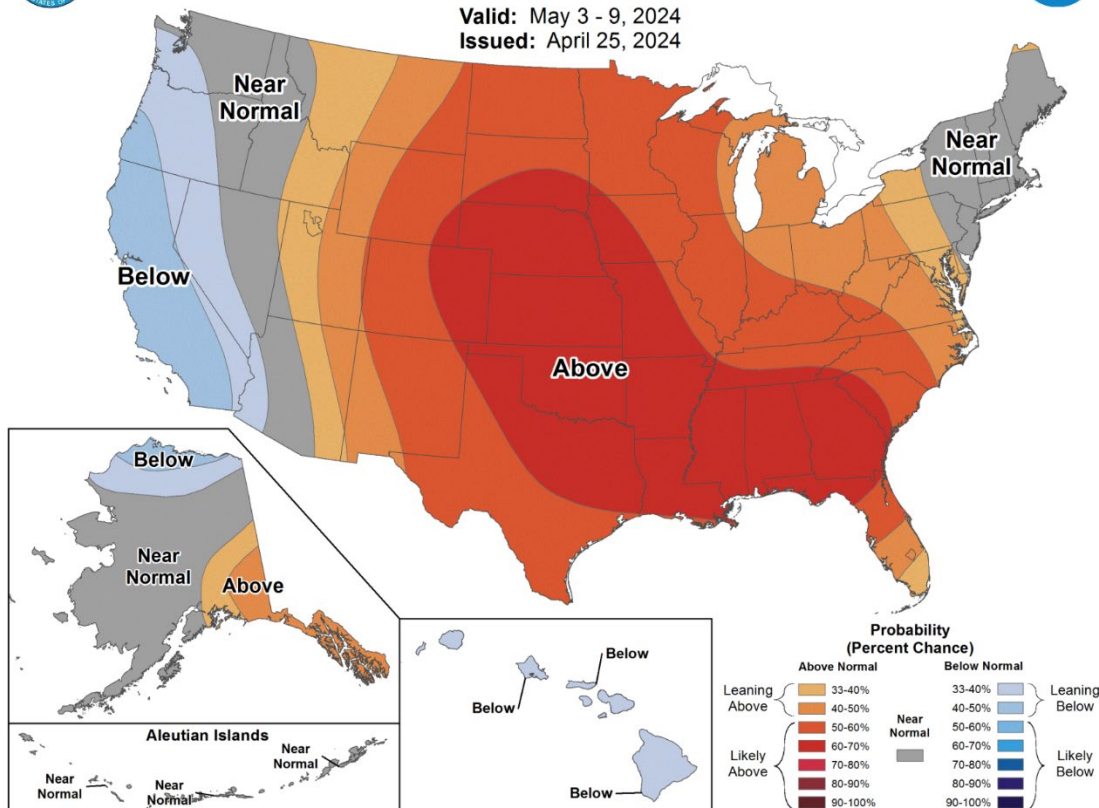 STATES OF
Valid: May 3 - 9, 2024
Issued: April 25, 2024
Near
Normal
Near
Normal
Below
Above
Below
Near
Normal
Above
Aleutian Islands
Near
Normal
Near
Normal
Near
Normal
Below
Below
Below
Probability
(Percent Chance)
Above Normal
Below Normal
Leaning
Above
33-40%
40-50%
Likely
Above
50-60%
60-70%
70-80%
80-90%
90-100%
Near
Normal
33-40%
40-50%
Leaning
Below
50-60%
60-70%
70-80%
80-90%
90-100%
Likely
Below